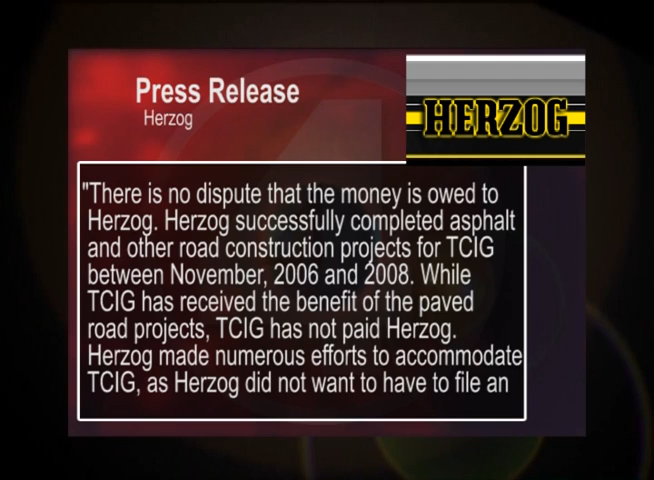 Press Release
Herzog
HERZOG
"There is no dispute that the money is owed to
Herzog. Herzog successfully completed asphalt
and other road construction projects for TCIG
between November, 2006 and 2008. While
TCIG has received the benefit of the paved
road projects, TCIG has not paid Herzog.
Herzog made numerous efforts to accommodate
TCIG, as Herzog did not want to have to file an